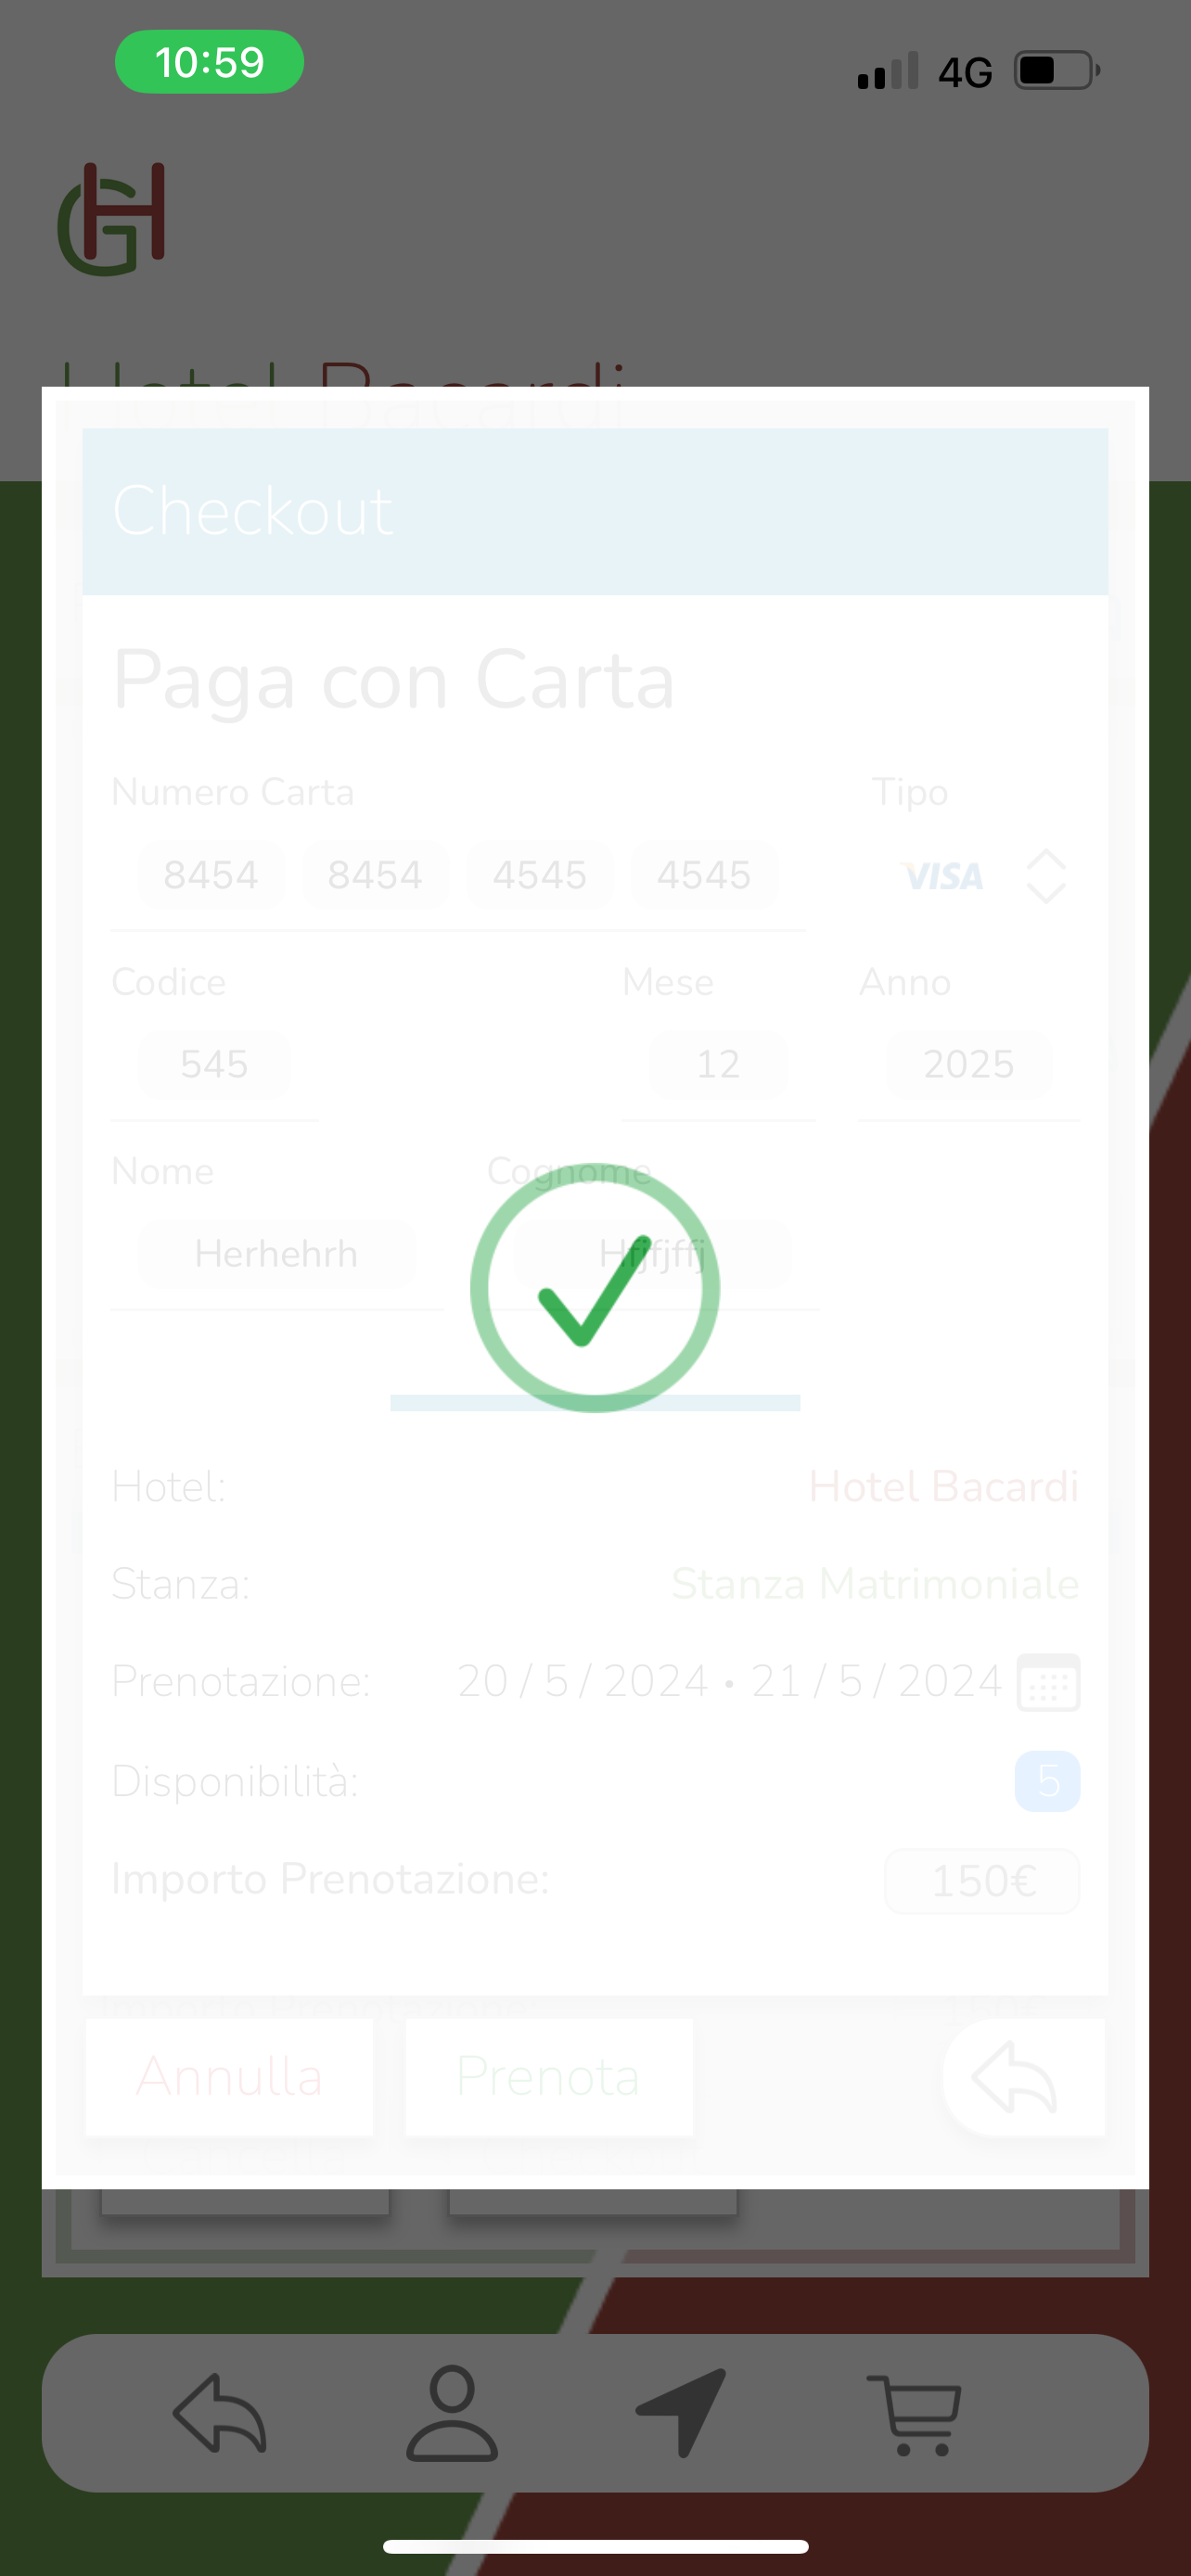 10:59 4G
GH
Hotel Bacardi
Checkout
Paga con Carta
Numero Carta Tipo
8454 8454 4545 4545 VISA
Codice Mese Anno
545 12 2025
Nome Cognome
Herhehrh
Hotel: Hotel Bacardi
Stanza: Stanza Matrimoniale
Prenotazione: 20 / 5 / 2024 • 21 / 5 / 2024
Disponibilità: 5
Importo Prenotazione: 150€
Annulla Prenota